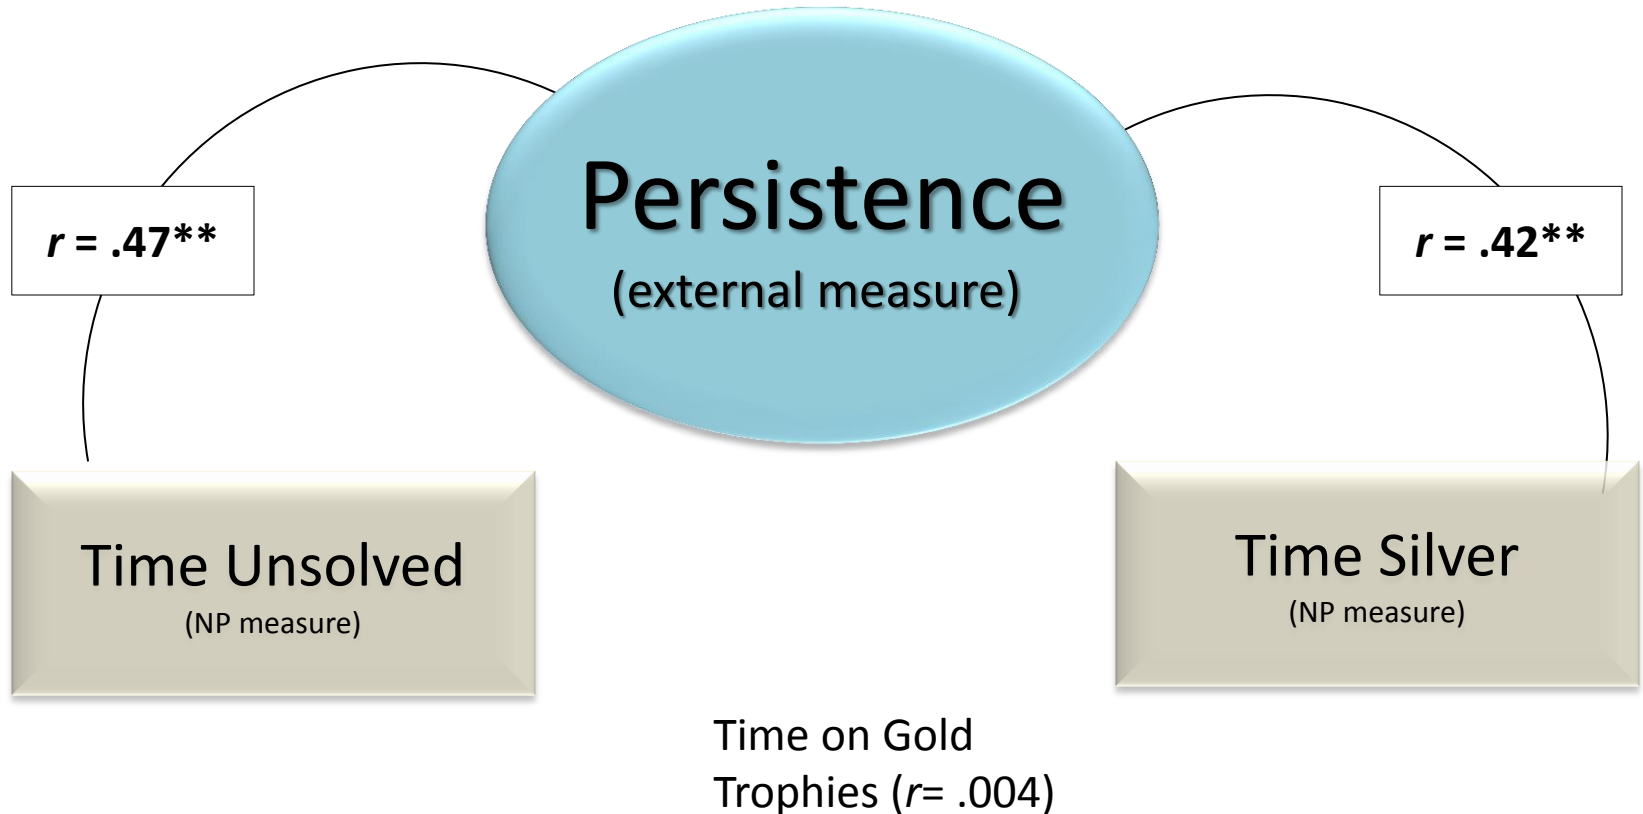 Persistence
(external measure)
r = .47**
r = .42**
Time Unsolved
(NP measure)
Time Silver
(NP measure)
Time on Gold
Trophies (r= .004)